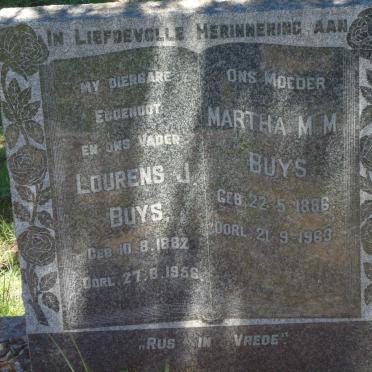 IN LIEFDEVOLLE HERINNERING AAN
MY DIERBARE
EGGENOOT
EN ONS VADER
LOURENS J.
BUYS.
GEB. 10.8.1882
OORL. 27.8.1956
ONS MOEDER
MARTHA M. M.
BUYS
GEB. 22-5-1886
OORL. 21-9-1963
„RUS IN VREDE"